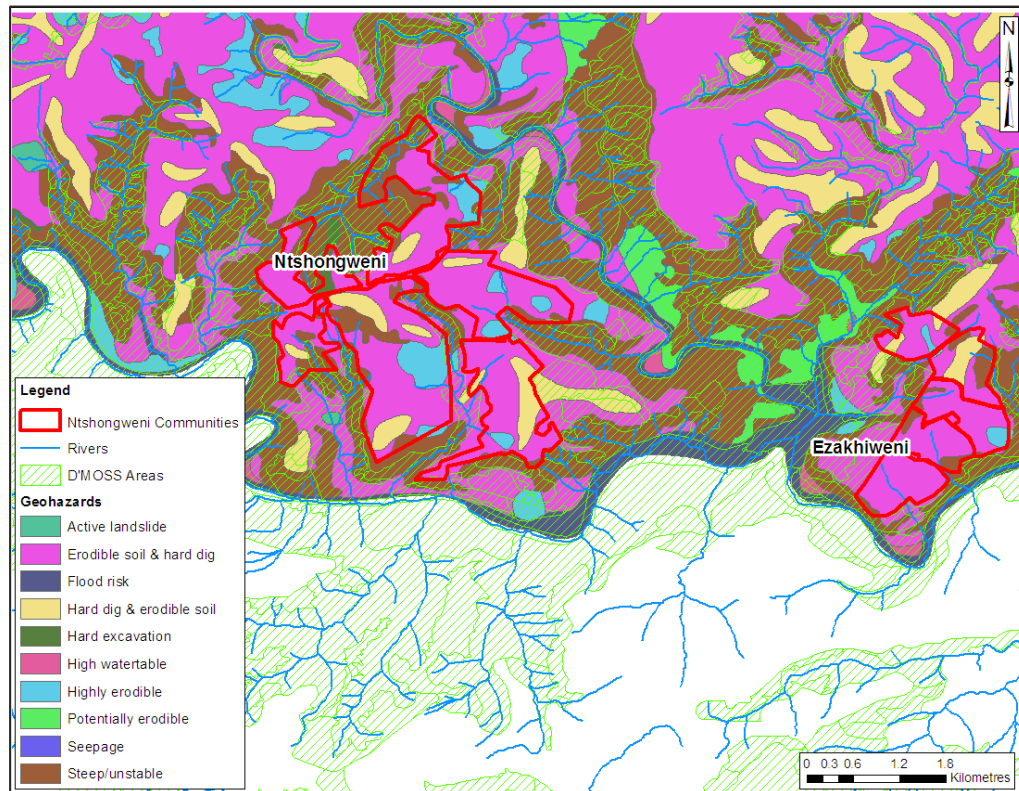 N
Ntshongweni
Ezakhiweni
Legend
Ntshongweni Communities
Rivers
D'MOSS Areas
Geohazards
Active landslide
Erodible soil & hard dig
Flood risk
Hard dig & erodible soil
Hard excavation
High watertable
Highly erodible
Potentially erodible
Seepage
Steep/unstable
0 0.3 0.6 1.2 1.8
Kilometres